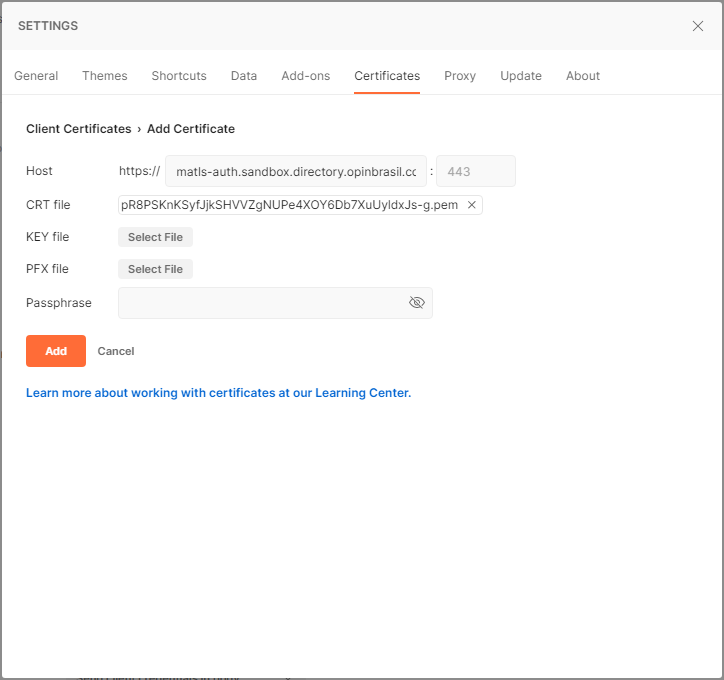 SETTINGS
General Themes Shortcuts Data Add-ons Certificates Proxy Update About
Client Certificates › Add Certificate
Host https:// matls-auth.sandbox.directory.opinbrasil.cc : 443
CRT file pR8PSKnKSyfJjkSHVVZgNUPe4XOY6Db7XuUyldxJs-g.pem ×
KEY file Select File
PFX file Select File
Passphrase
Add Cancel
Learn more about working with certificates at our Learning Center.